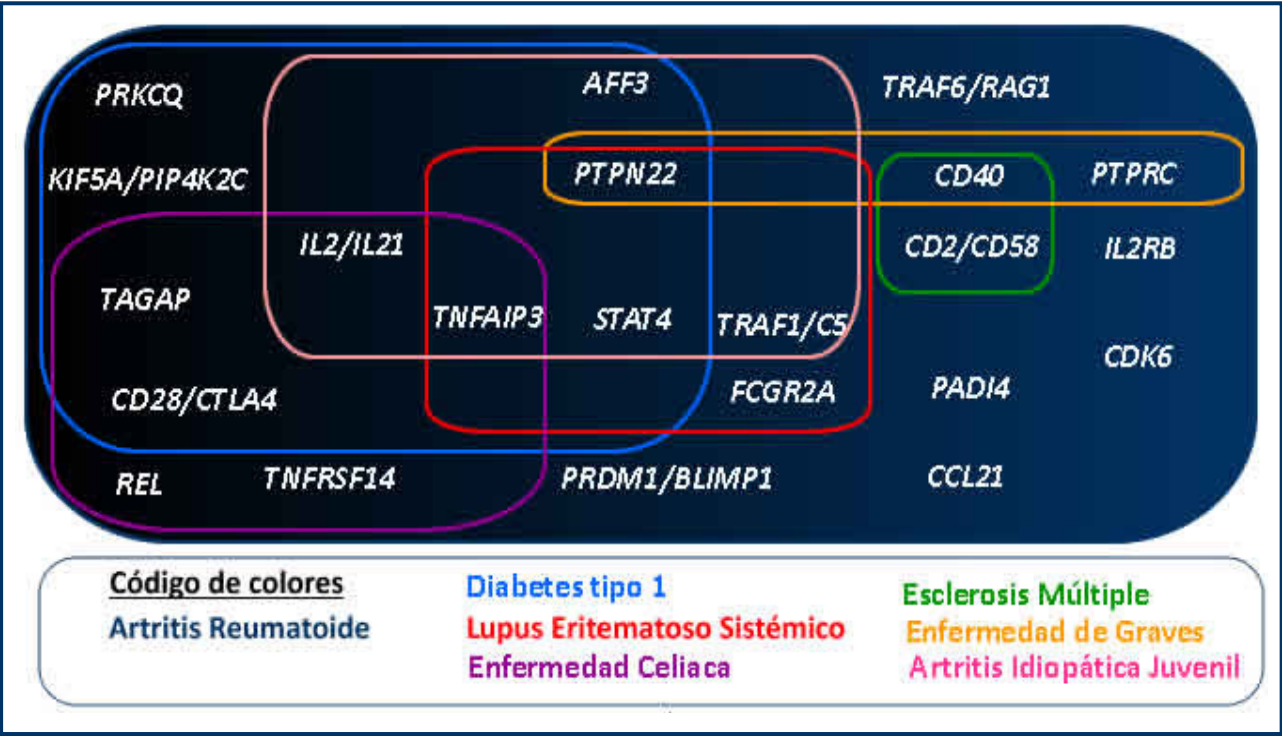 PRKCQ
AFF3
TRAF6/RAG1
KIF5A/PIP4K2C
PTPN22
CD40
PTPRC
IL2/IL21
CD2/CD58
IL2RB
TAGAP
TNFAIP3
STAT4
TRAF1/C5
CDK6
CD28/CTLA4
FCGR2A
PADI4
REL
TNFRSF14
PRDM1/BLIMP1
CCL21
Código de colores
Artritis Reumatoide
Diabetes tipo 1
Lupus Eritematoso Sistémico
Enfermedad Celiaca
Esclerosis Múltiple
Enfermedad de Graves
Artritis Idiopática Juvenil